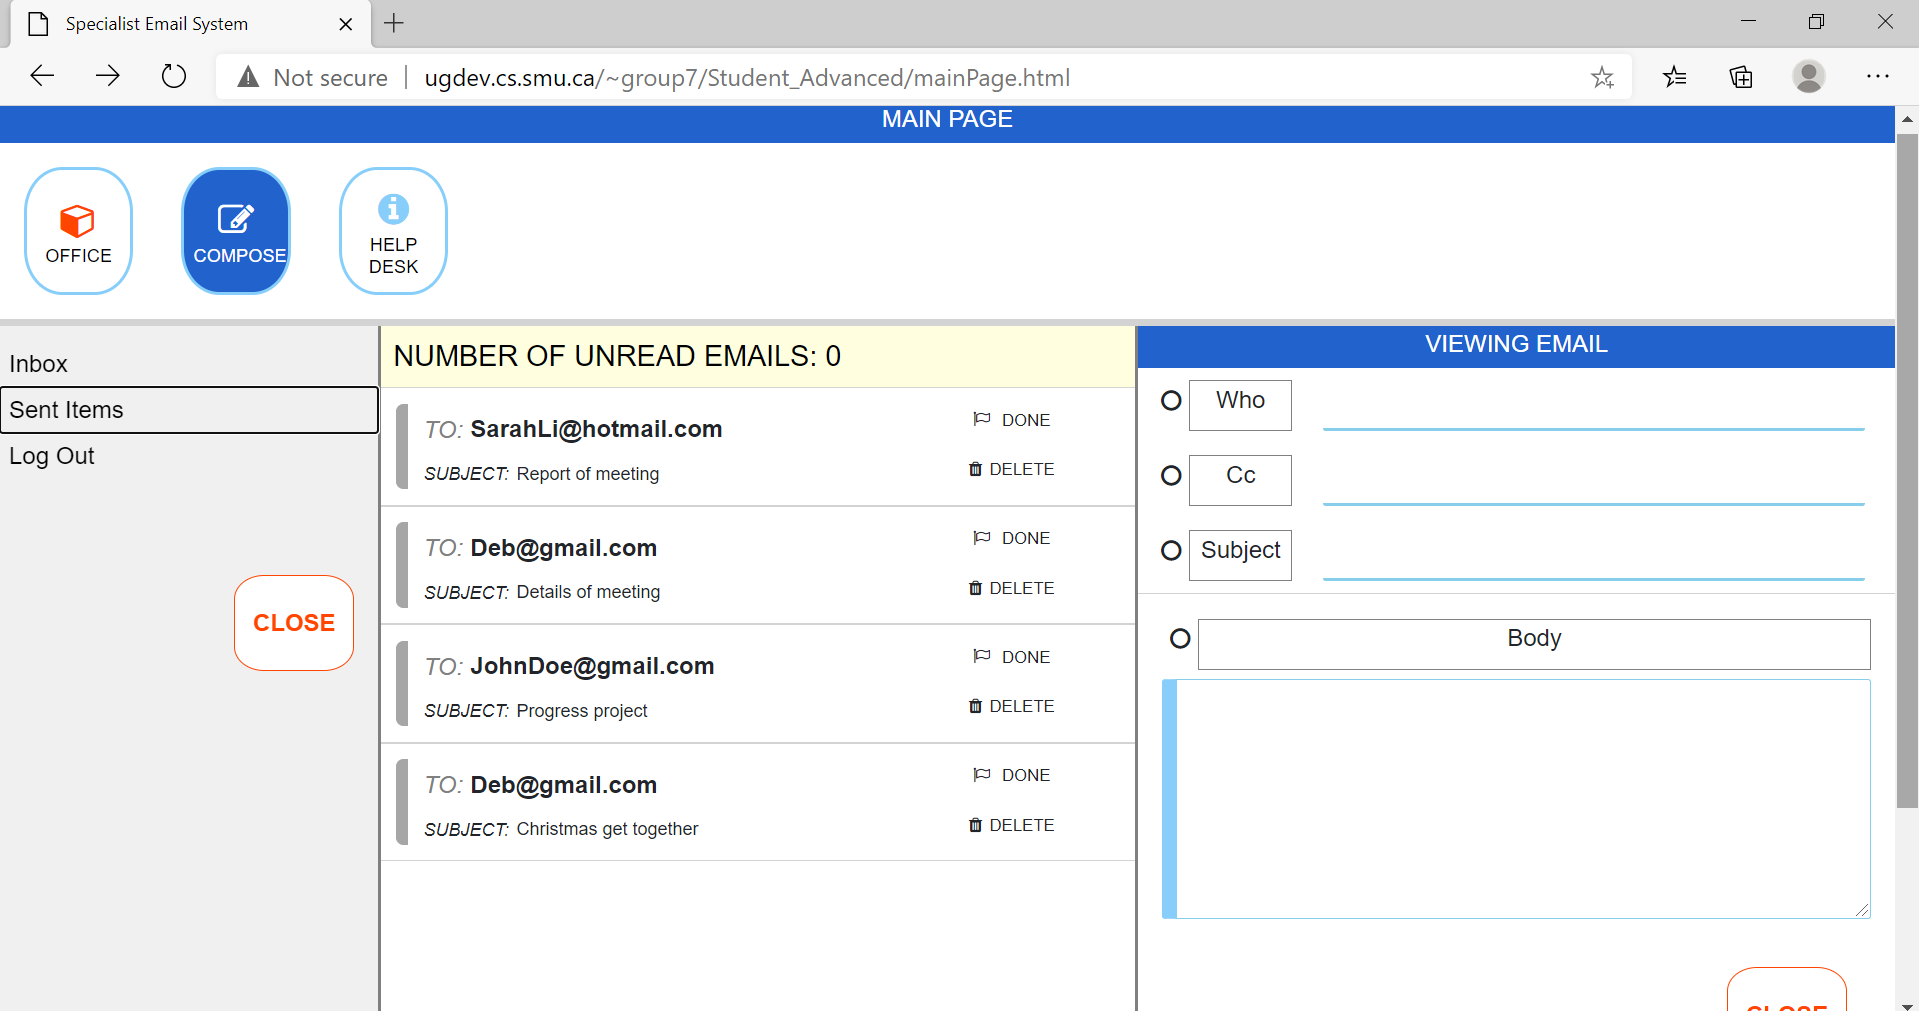 Specialist Email System
Not secure | ugdev.cs.smu.ca/~group7/Student_Advanced/mainPage.html
MAIN PAGE
OFFICE
COMPOSE
HELP
DESK
Inbox
Sent Items
Log Out
CLOSE
NUMBER OF UNREAD EMAILS: 0
TO: SarahLi@hotmail.com
DONE
SUBJECT: Report of meeting
DELETE
TO: Deb@gmail.com
DONE
SUBJECT: Details of meeting
DELETE
TO: JohnDoe@gmail.com
DONE
SUBJECT: Progress project
DELETE
TO: Deb@gmail.com
DONE
SUBJECT: Christmas get together
DELETE
VIEWING EMAIL
Who
Cc
Subject
Body
CLOSE